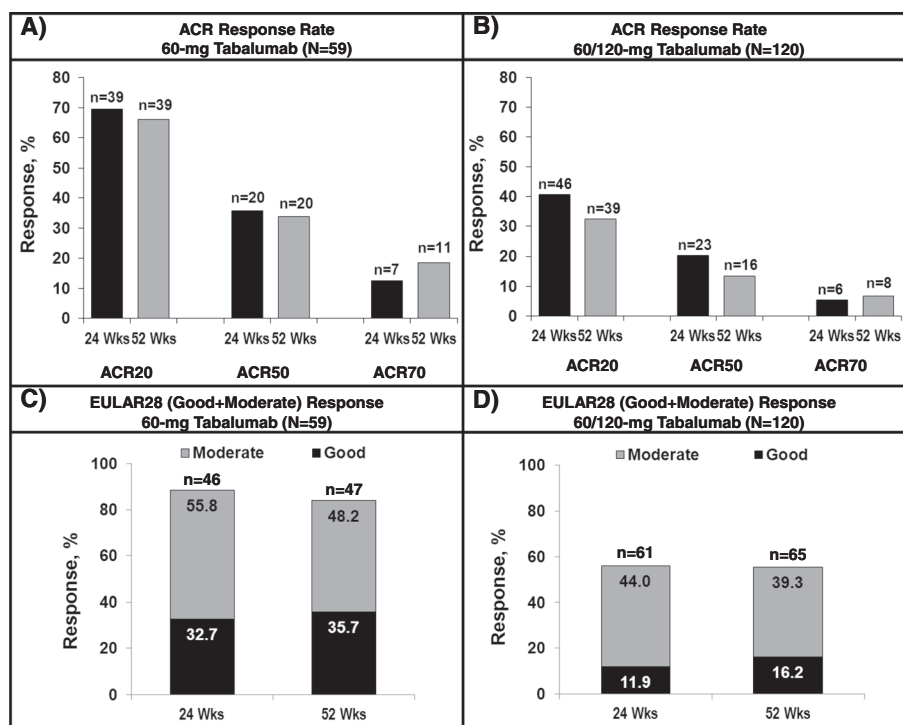 A)
ACR Response Rate
60-mg Tabalumab (N=59)
Response, %
80
70
60
50
40
30
20
10
0
n=39 n=39
n=20 n=20
n=7 n=11
24 Wks 52 Wks 24 Wks 52 Wks 24 Wks 52 Wks
ACR20 ACR50 ACR70
B)
ACR Response Rate
60/120-mg Tabalumab (N=120)
Response, %
80
70
60
50
40
30
20
10
0
n=46 n=39
n=23 n=16
n=6 n=8
24 Wks 52 Wks 24 Wks 52 Wks 24 Wks 52 Wks
ACR20 ACR50 ACR70
C)
EULAR28 (Good+Moderate) Response
60-mg Tabalumab (N=59)
Moderate Good
Response, %
100
80
60
40
20
0
n=46 n=47
55.8 48.2
32.7 35.7
24 Wks 52 Wks
D)
EULAR28 (Good+Moderate) Response
60/120-mg Tabalumab (N=120)
Moderate Good
Response, %
100
80
60
40
20
0
n=61 n=65
44.0 39.3
11.9 16.2
24 Wks 52 Wks